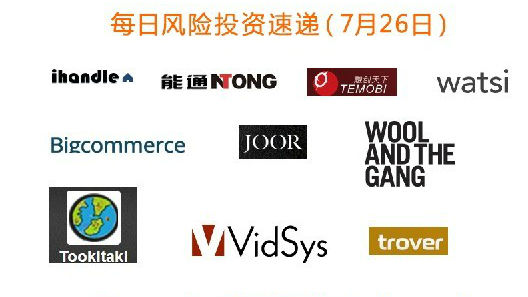 每日风险投资速递(7月26日)
ihandle
能通 NTONG
融创天下
TEMOBI
watsi
Bigcommerce
JOOR
WOOL
AND THE
GANG
Tookitaki
VidSys
trover